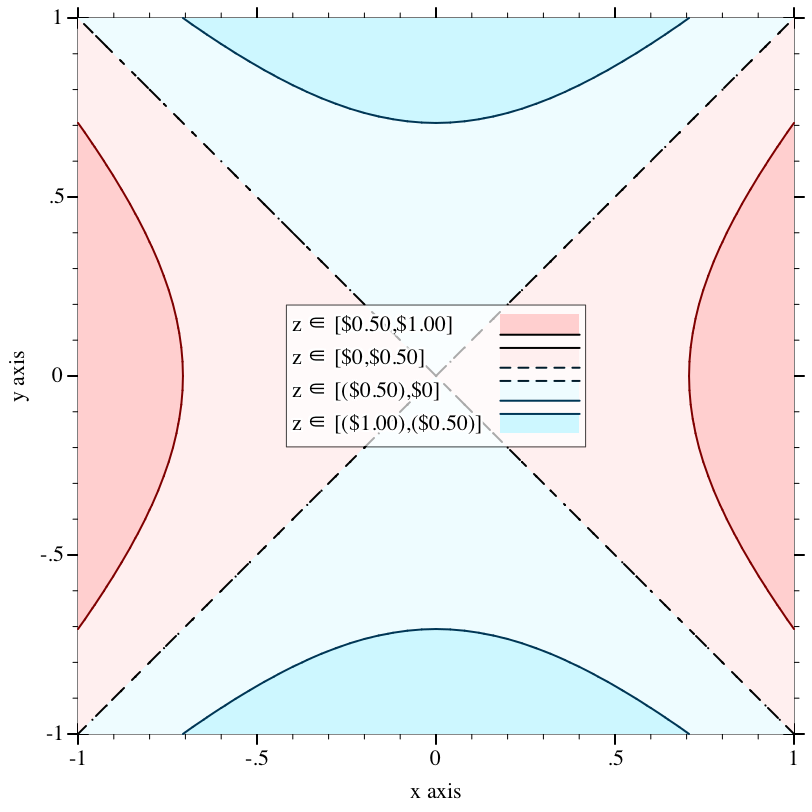 1
.5
y axis
0
z ∈ [$0.50,$1.00]
z ∈ [$0,$0.50]
z ∈ [($0.50),$0]
z ∈ [($1.00),($0.50)]
-.5
-1
-1 -.5 0 .5 1
x axis